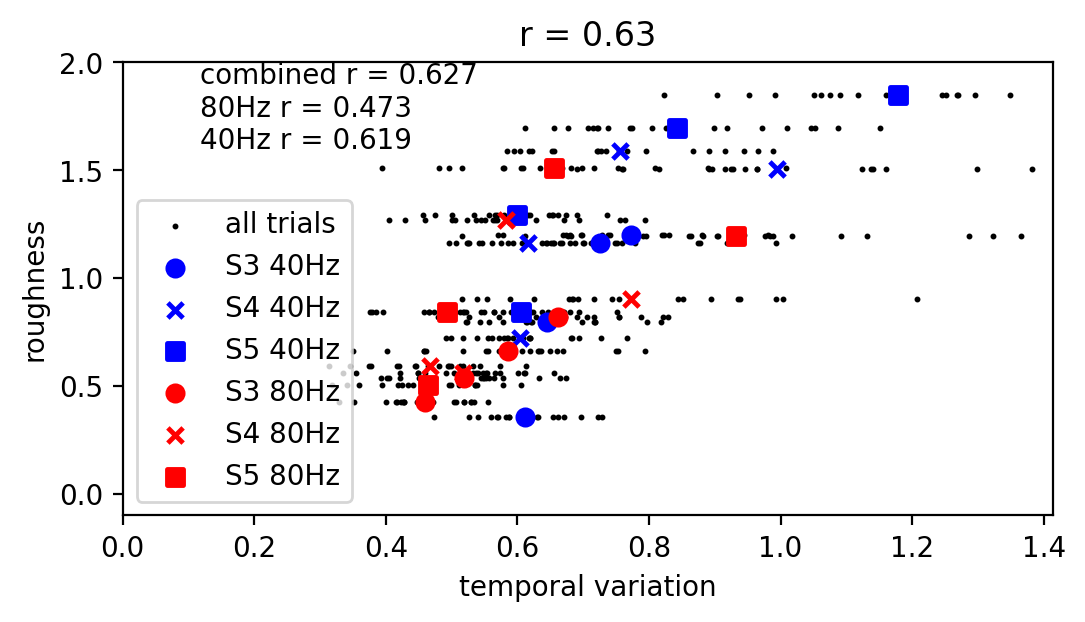 r = 0.63
combined r = 0.627
80Hz r = 0.473
40Hz r = 0.619
2.0
1.5
1.0
0.5
0.0
roughness
all trials
S3 40Hz
S4 40Hz
S5 40Hz
S3 80Hz
S4 80Hz
S5 80Hz
0.0 0.2 0.4 0.6 0.8 1.0 1.2 1.4
temporal variation